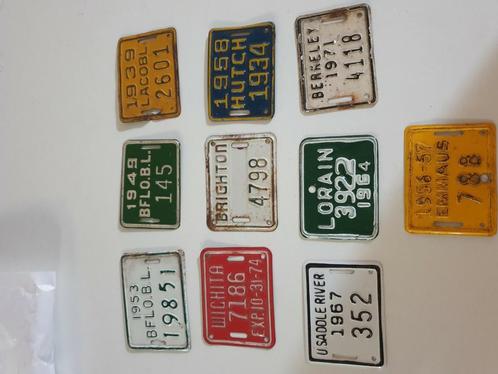 1939
LACOBL.
2601
1958
HUTCH
1934
BERKELEY
1971
4118
1949
BFLO.B.L.
145
BRIGHTON
4798
LORAIN
3922
1964
1956-57
EMMAUS
788
1953
BFLO.B.L.
19851
WICHITA
7186
EXP.10-31-74
U SADDLE RIVER
1967
352